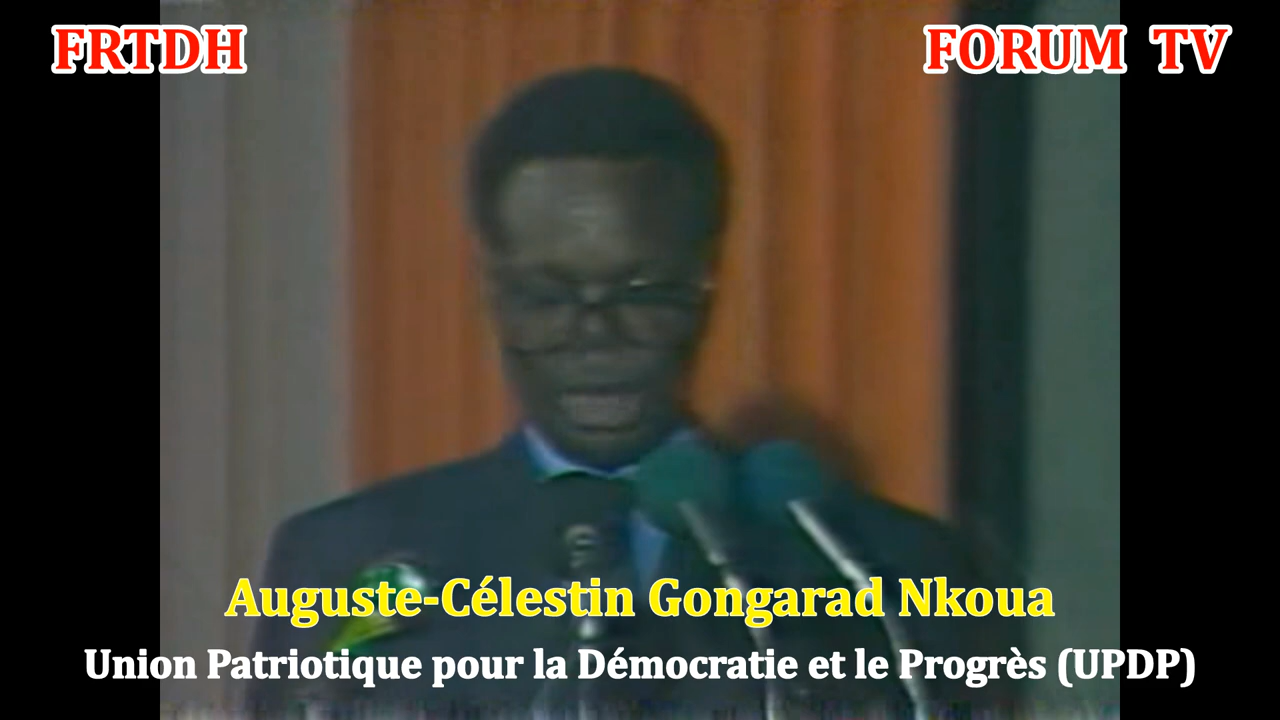 FRTDH
FORUM TV
Auguste-Célestin Gongarad Nkoua
Union Patriotique pour la Démocratie et le Progrès (UPDP)